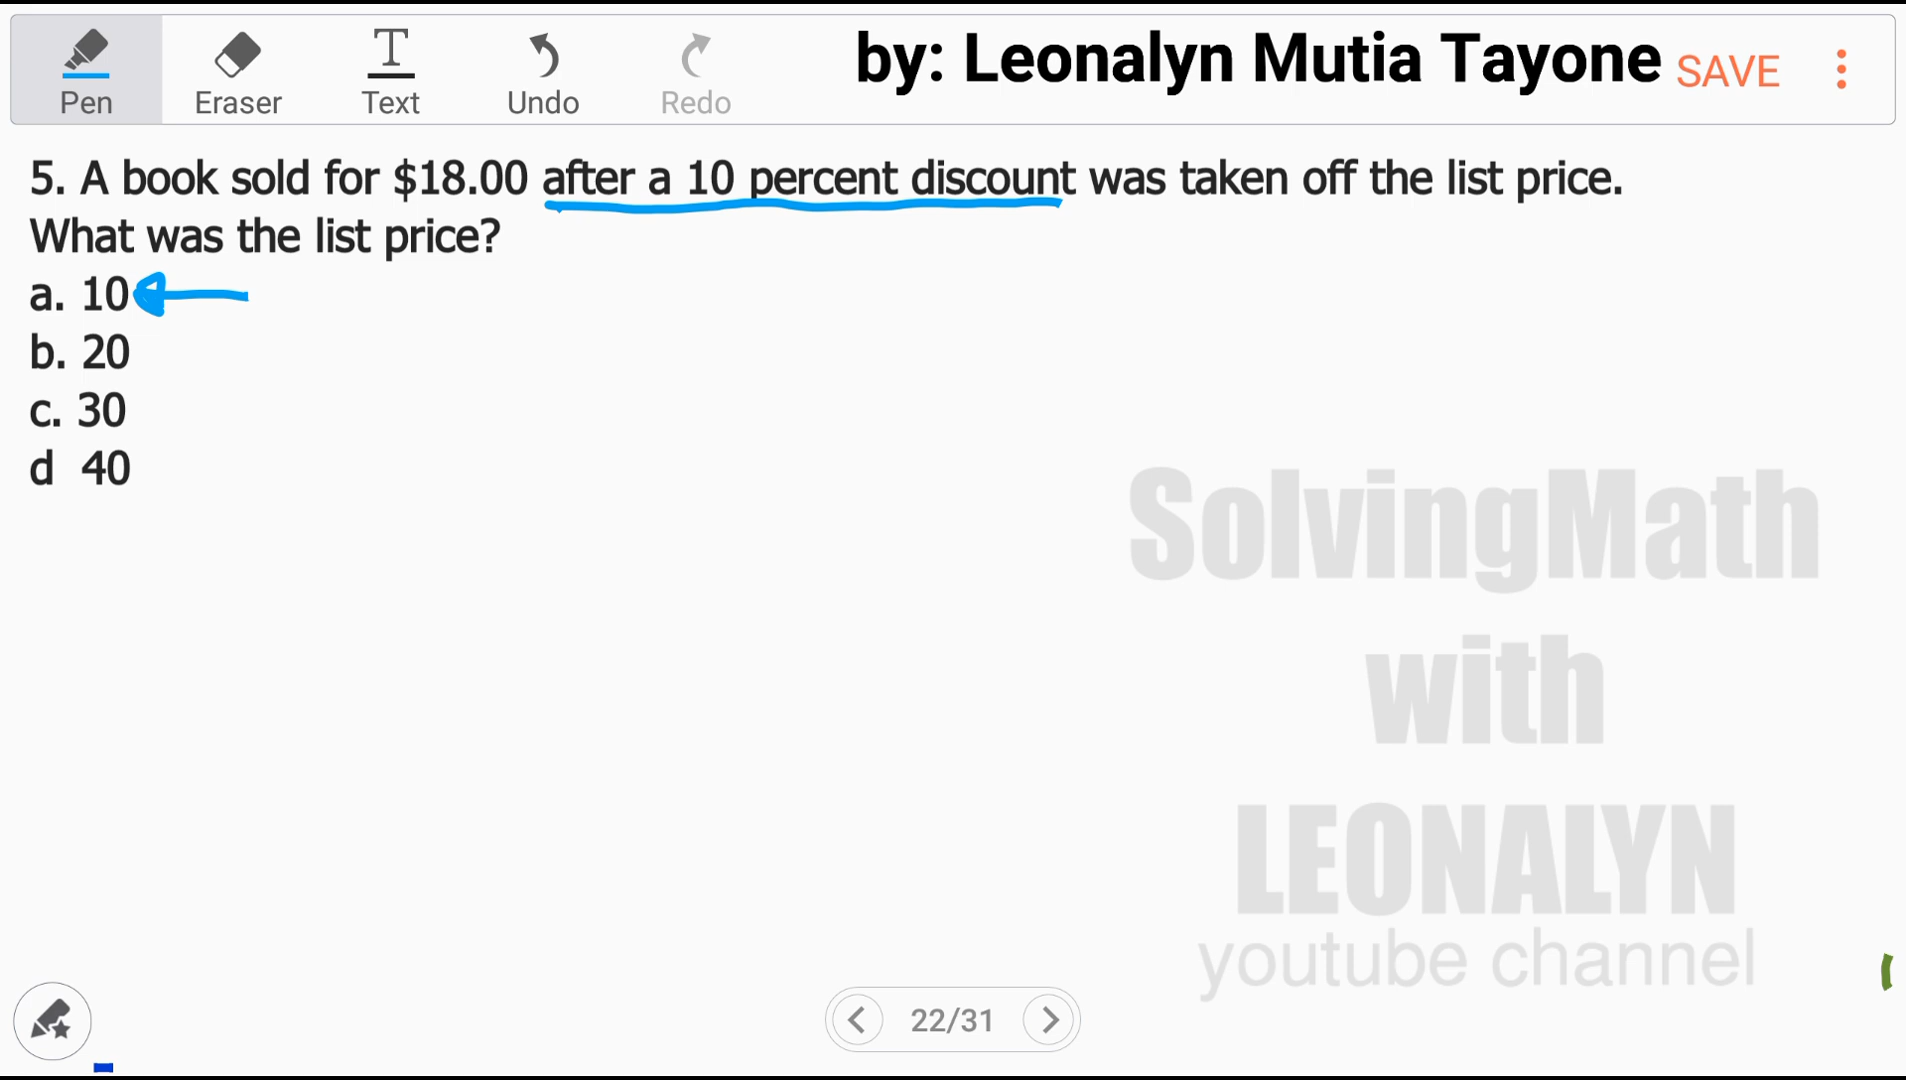 Pen Eraser Text Undo Redo by: Leonalyn Mutia Tayone SAVE
5. A book sold for $18.00 after a 10 percent discount was taken off the list price.
What was the list price?
a. 10
b. 20
c. 30
d 40
SolvingMath
with
LEONALYN
youtube channel
22/31